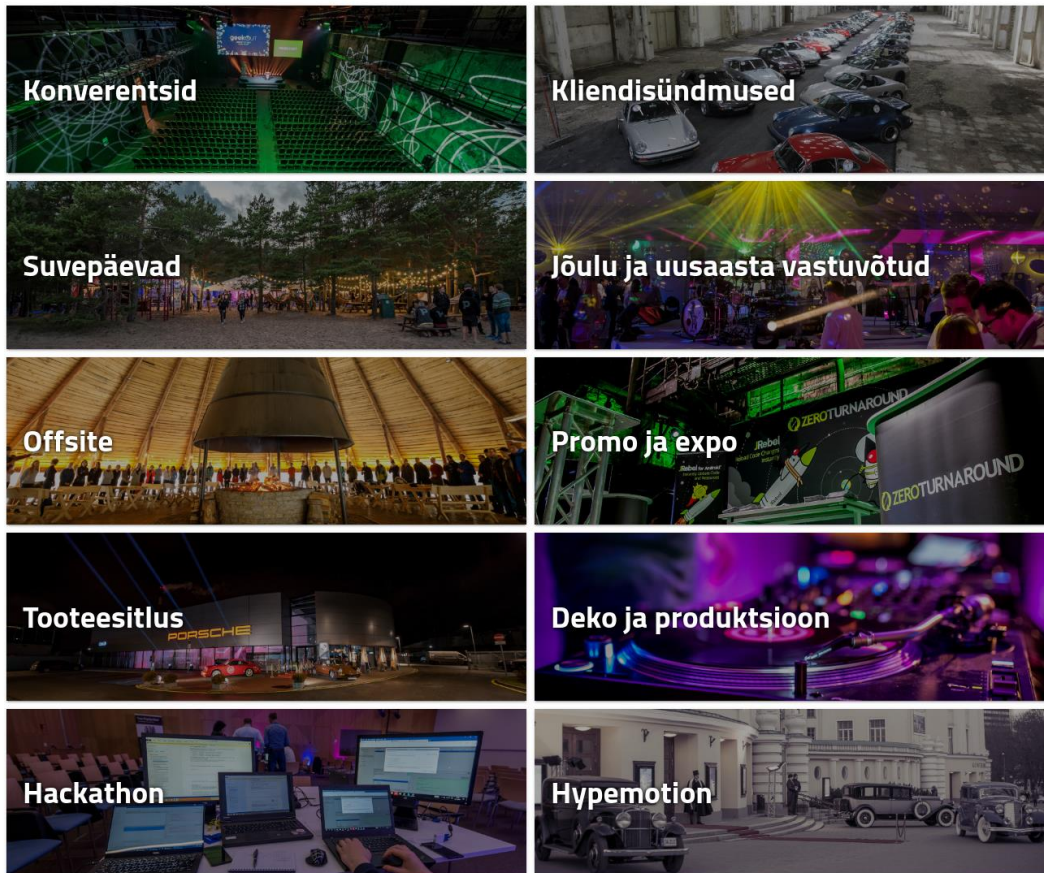 Konverentsid
Kliendisündmused
Suvepäevad
Jõulu ja uusaasta vastuvõtud
Offsite
Promo ja expo
ZEROTURNAROUND
JRebel
ZEROTURNAROUND
Tooteesitlus
PORSCHE
Deko ja produktsioon
Hackathon
Hypemotion